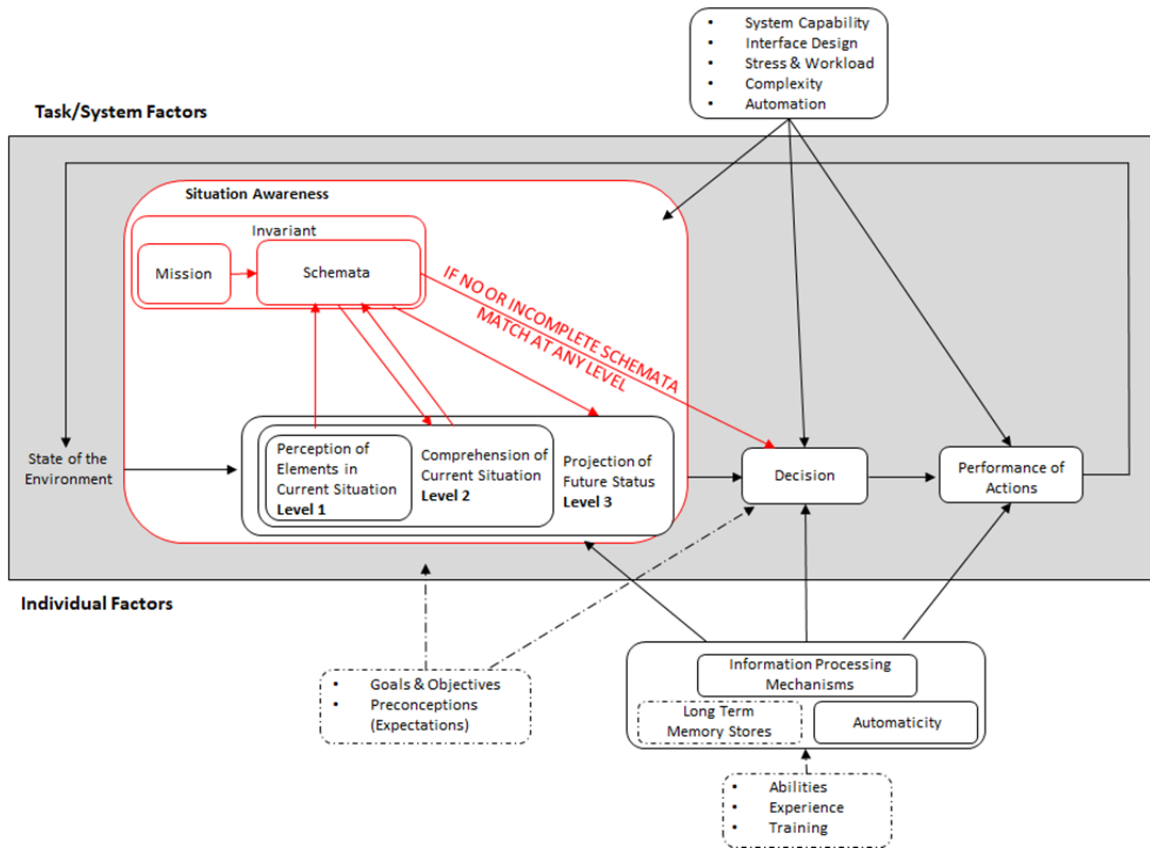 • System Capability
• Interface Design
• Stress & Workload
• Complexity
• Automation
Task/System Factors
Situation Awareness
Invariant
Mission
Schemata
IF NO OR INCOMPLETE SCHEMATA
MATCH AT ANY LEVEL
State of the
Environment
Perception of
Elements in
Current Situation
Level 1
Comprehension of
Current Situation
Level 2
Projection of
Future Status
Level 3
Decision
Performance of
Actions
Individual Factors
• Goals & Objectives
• Preconceptions
(Expectations)
Information Processing
Mechanisms
Long Term
Memory Stores
Automaticity
• Abilities
• Experience
• Training